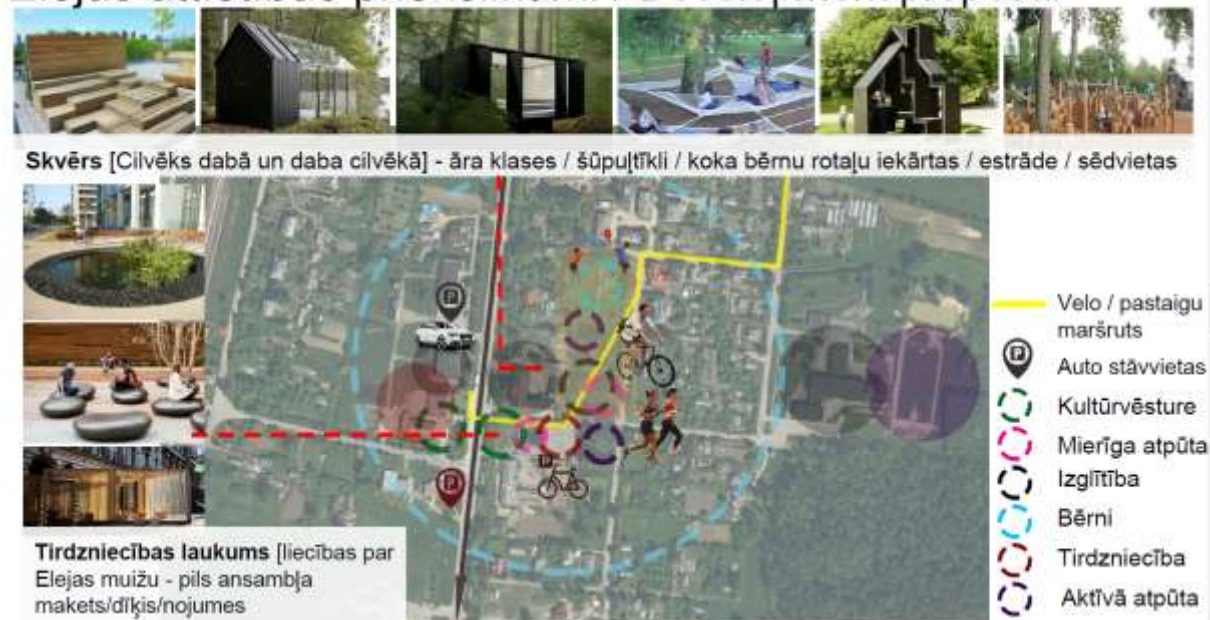 Skvērs [Cilvēks dabā un daba cilvēkā] - āra klases / šūpuļtīkli / koka bērnu rotaļu iekārtas / estrāde / sēdvietas
Velo / pastaigu
maršruts
P
Auto stāvvietas
Kultūrvēsture
Mierīga atpūta
Izglītība
Bērni
Tirdzniecība
Aktīvā atpūta
P
P
P
Tirdzniecības laukums [liecības par
Elejas muižu - pils ansambļa
makets/dīķis/nojumes